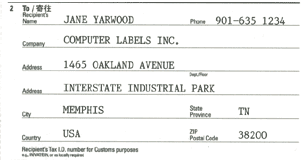 2 To / 寄往
Recipient's
Name JANE YARWOOD Phone 901-635 1234
Company COMPUTER LABELS INC.
Address 1465 OAKLAND AVENUE
Dept./Floor
Address INTERSTATE INDUSTRIAL PARK
City MEMPHIS State Province TN
Country USA ZIP Postal Code 38200
Recipient's Tax I.D. number for Customs purposes
e.g., PAN/VAT/EIN, or as locally required